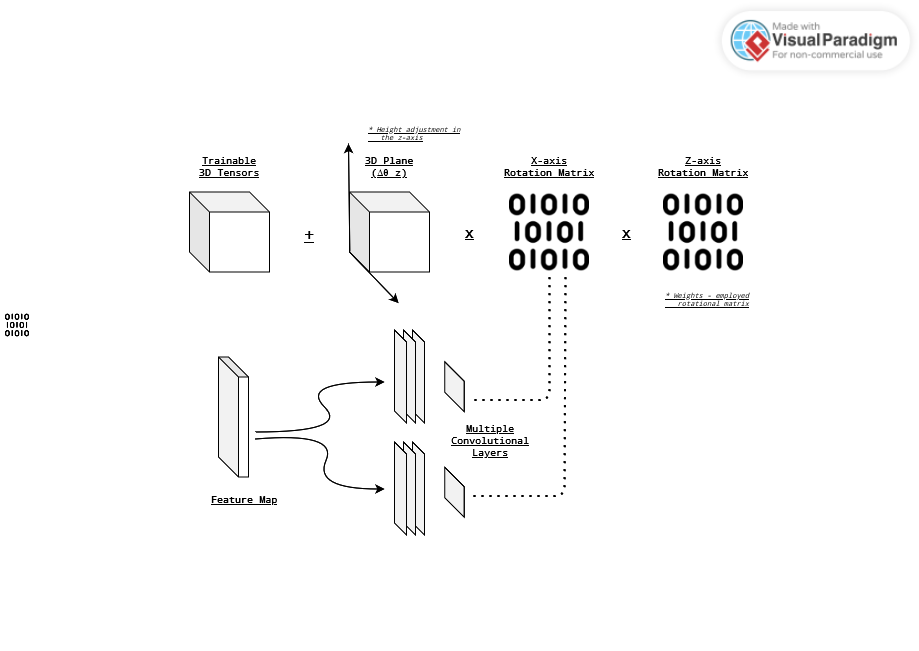 Made with
VisualParadigm
For non-commercial use
* Height adjustment in
the z-axis
Trainable
3D Tensors
3D Plane
(Δθ z)
X-axis
Rotation Matrix
Z-axis
Rotation Matrix
+
x
x
01010
10101
01010
01010
10101
01010
* Weights - employed
rotational matrix
01010
10101
01010
Multiple
Convolutional
Layers
Feature Map